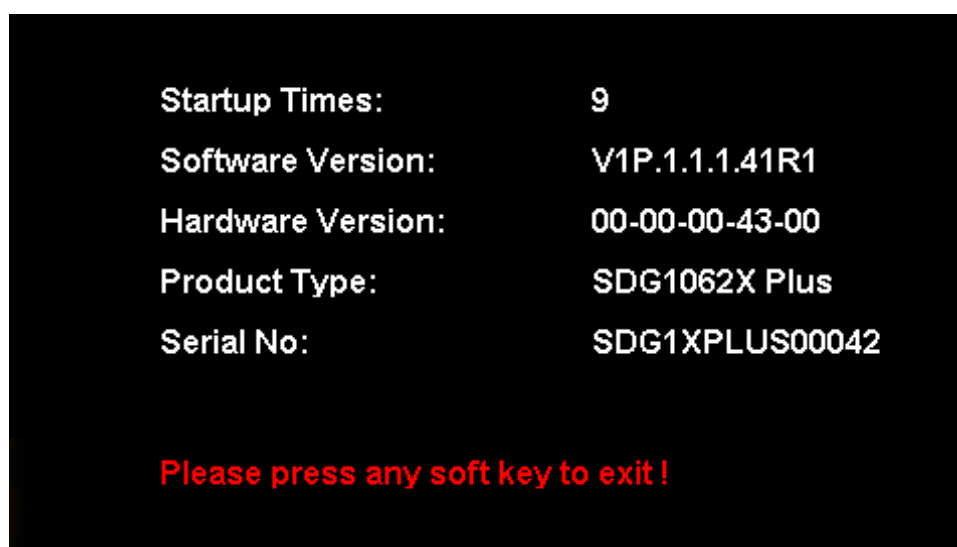 Startup Times: 9
Software Version: V1P.1.1.1.41R1
Hardware Version: 00-00-00-43-00
Product Type: SDG1062X Plus
Serial No: SDG1XPLUS00042
Please press any soft key to exit !